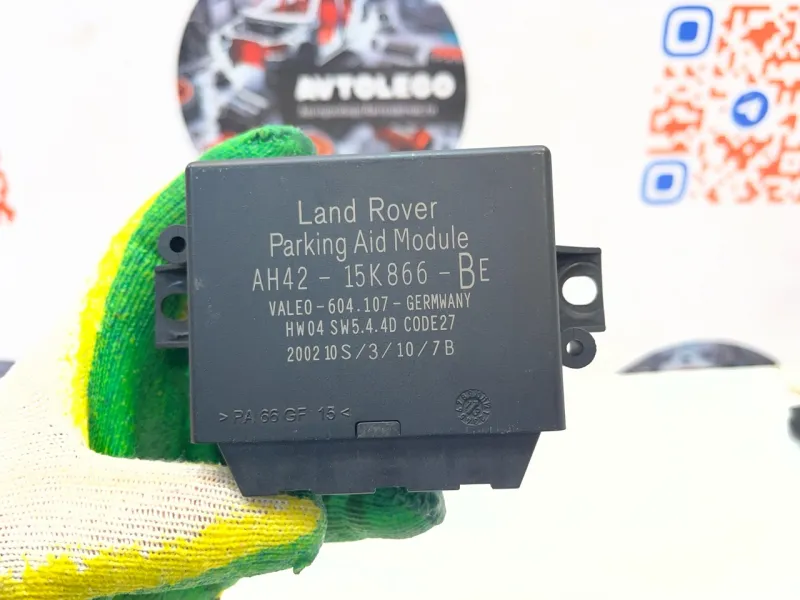 AVTOLEGO
Land Rover
Parking Aid Module
AH42 - 15K866 - BE
VALEO-604.107-GERMWANY
HW04 SW5.4.4D CODE27
200210S/3/10/7B
>PA 66 GF 15<